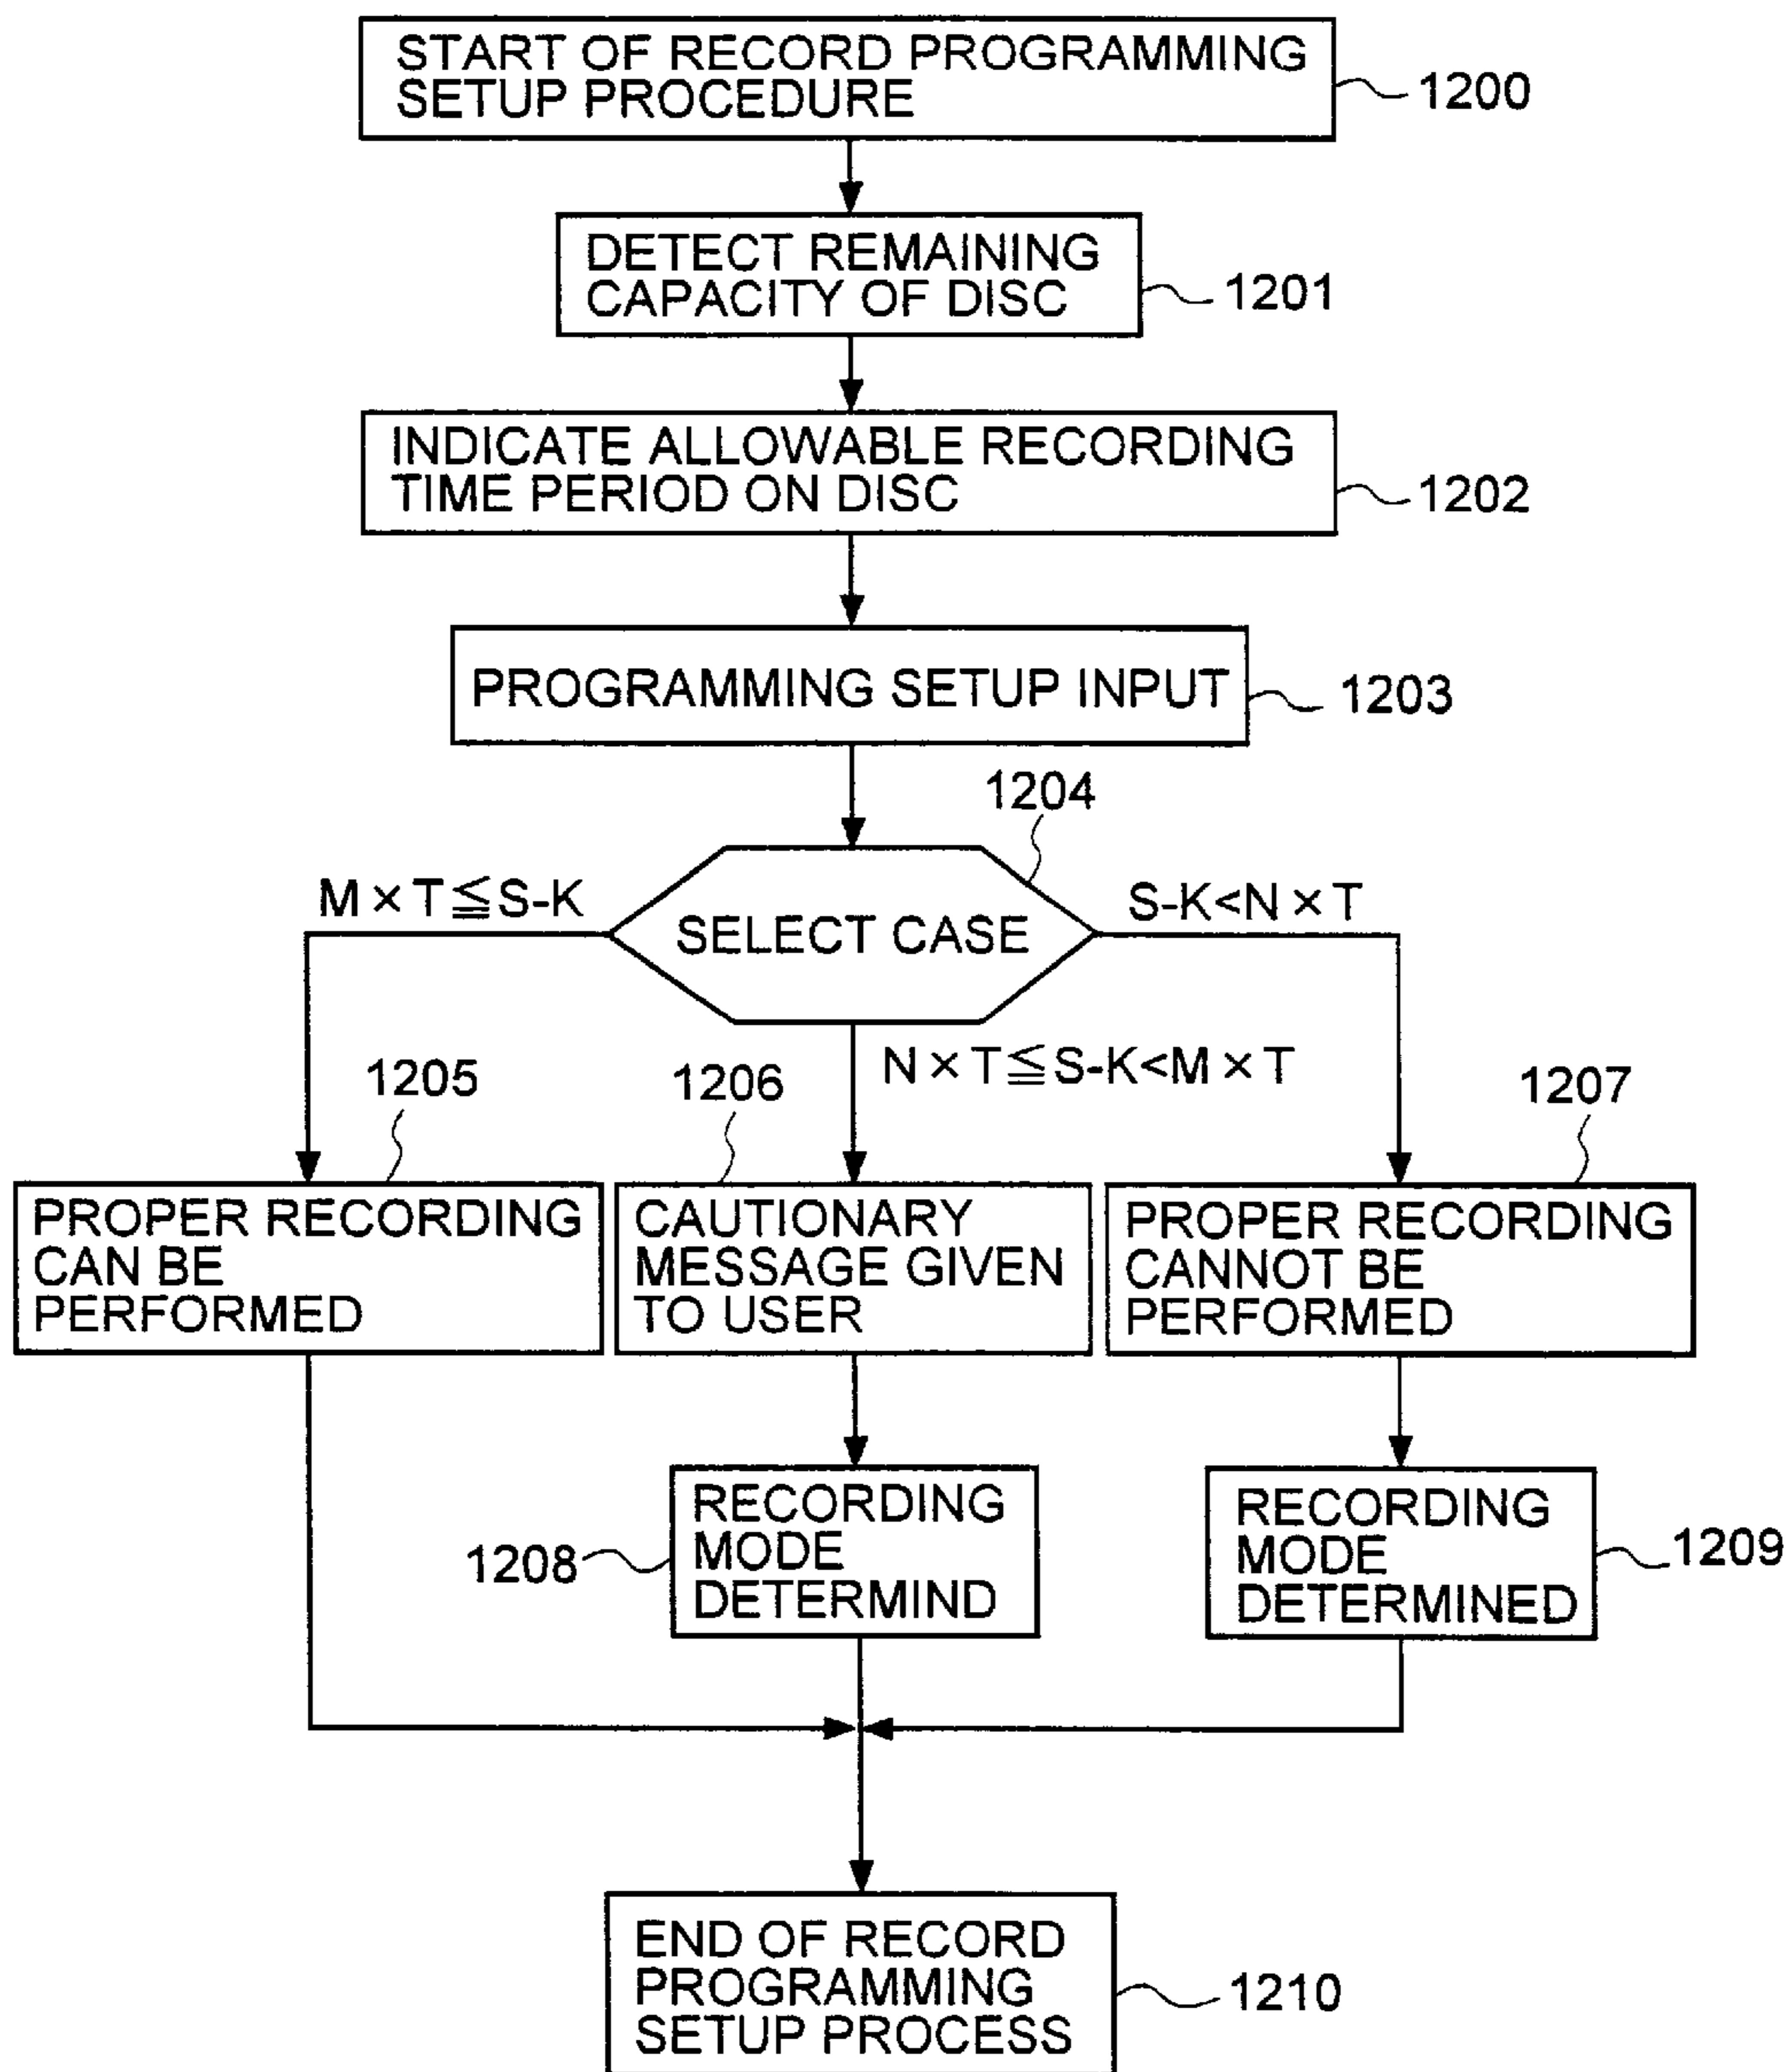 START OF RECORD PROGRAMMING
SETUP PROCEDURE
1200
DETECT REMAINING
CAPACITY OF DISC
1201
INDICATE ALLOWABLE RECORDING
TIME PERIOD ON DISC
1202
PROGRAMMING SETUP INPUT
1203
1204
M×T≦S-K
SELECT CASE
S-K<N×T
N×T≦S-K<M×T
1205
1206
1207
PROPER RECORDING
CAN BE
PERFORMED
CAUTIONARY
MESSAGE GIVEN
TO USER
PROPER RECORDING
CANNOT BE
PERFORMED
RECORDING
MODE
DETERMIND
1208
RECORDING
MODE
DETERMINED
1209
END OF RECORD
PROGRAMMING
SETUP PROCESS
1210